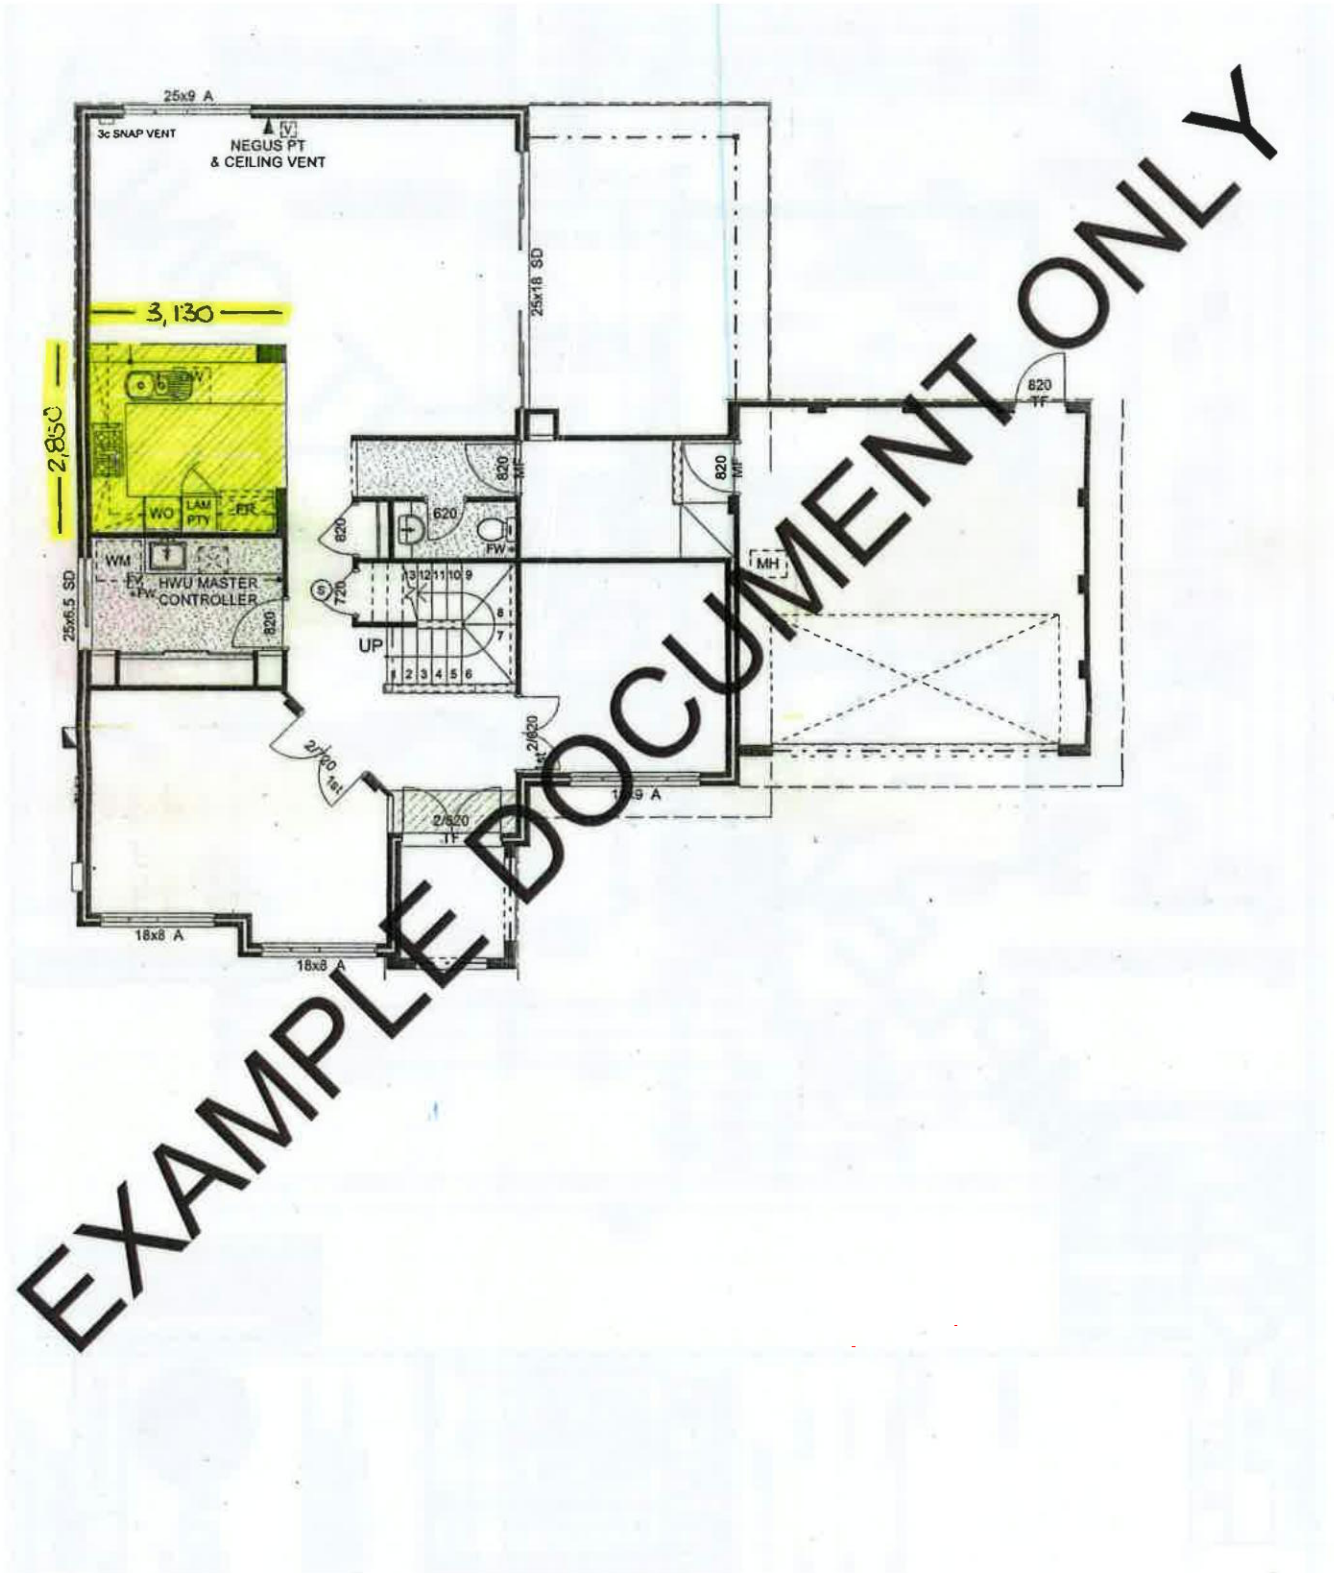 25x9 A
3c SNAP VENT
V
NEGUS PT
& CEILING VENT
25x18 SD
3,130
2,850
DW
WO
LAM
PTY
FR
820
MF
820
MF
820
TF
620
FW
820
S
720
13 12 11 10 9
8
7
UP
1 2 3 4 5 6
WM
HWU MASTER
CONTROLLER
FW
820
25x6.5 SD
MH
2/720
1st
2/620
1st
2/820
TF
18x8 A
18x8 A
EXAMPLE DOCUMENT ONLY